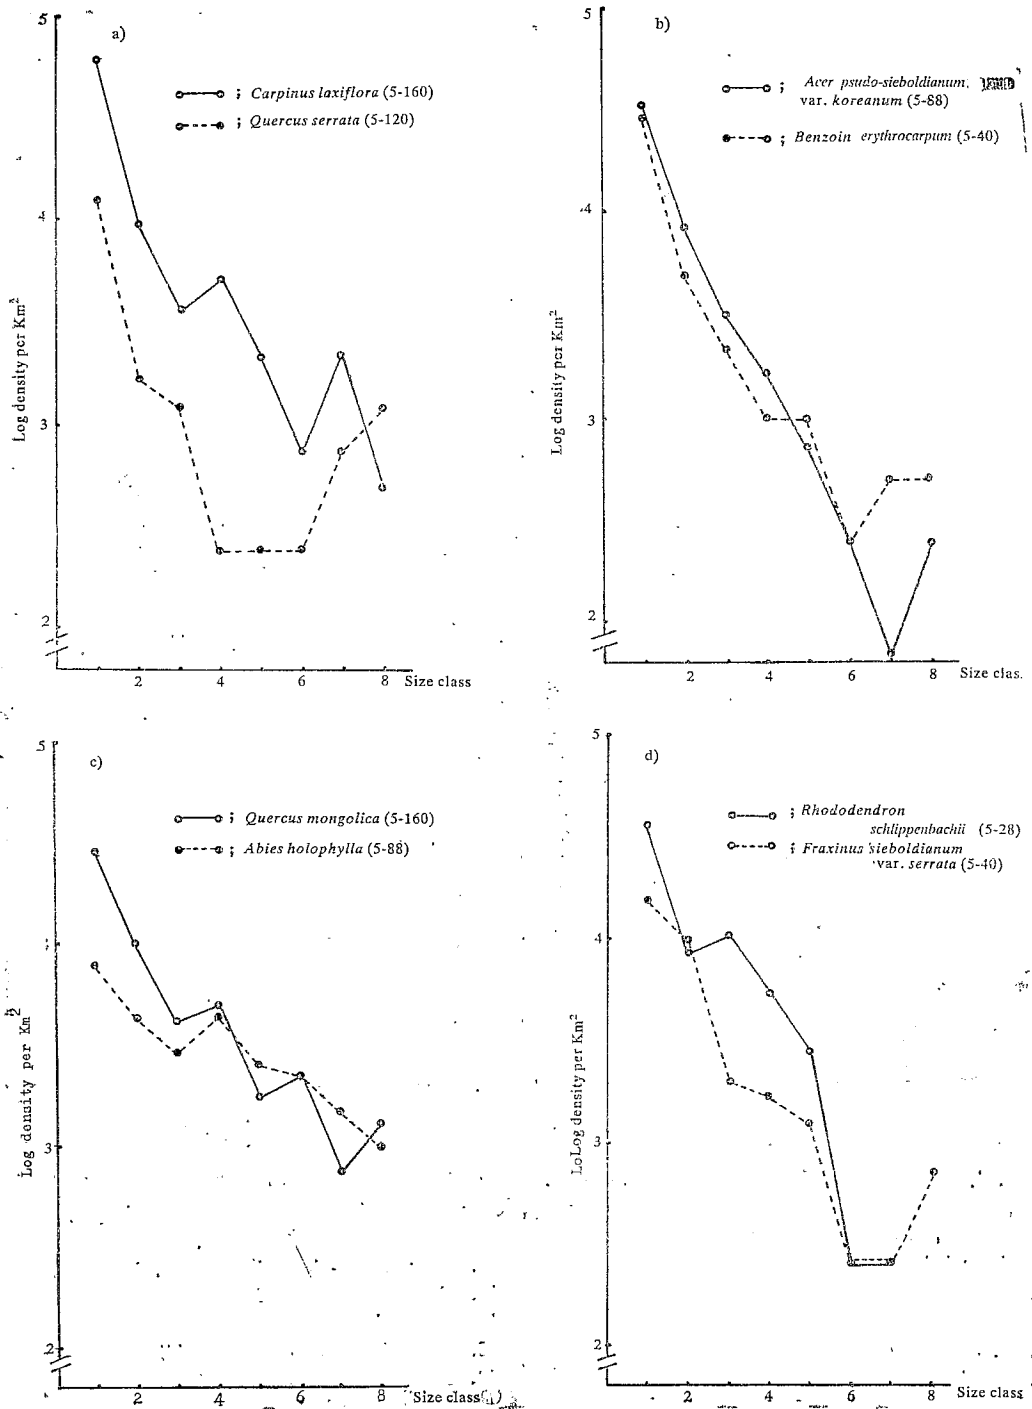 a)
5
4
3
2
Log density per Km²
; Carpinus laxiflora (5-160)
; Quercus serrata (5-120)
2 4 6 8 Size class
b)
5
4
3
2
Log density per Km²
; Acer psudo-sieboldianum.
var. koreanum (5-88)
; Benzoin erythrocarpum (5-40)
2 4 6 8 Size clas.
c)
5
3
2
Log density per Km²
; Quercus mongolica (5-160)
; Abies holophylla (5-88)
2 4 6 8 Size class
d)
5
4
3
2
LoLog density per Km²
; Rhododendron
schlippenbachii (5-28)
; Fraxinus sieboldianum
var. serrata (5-40)
2 4 6 8 Size class